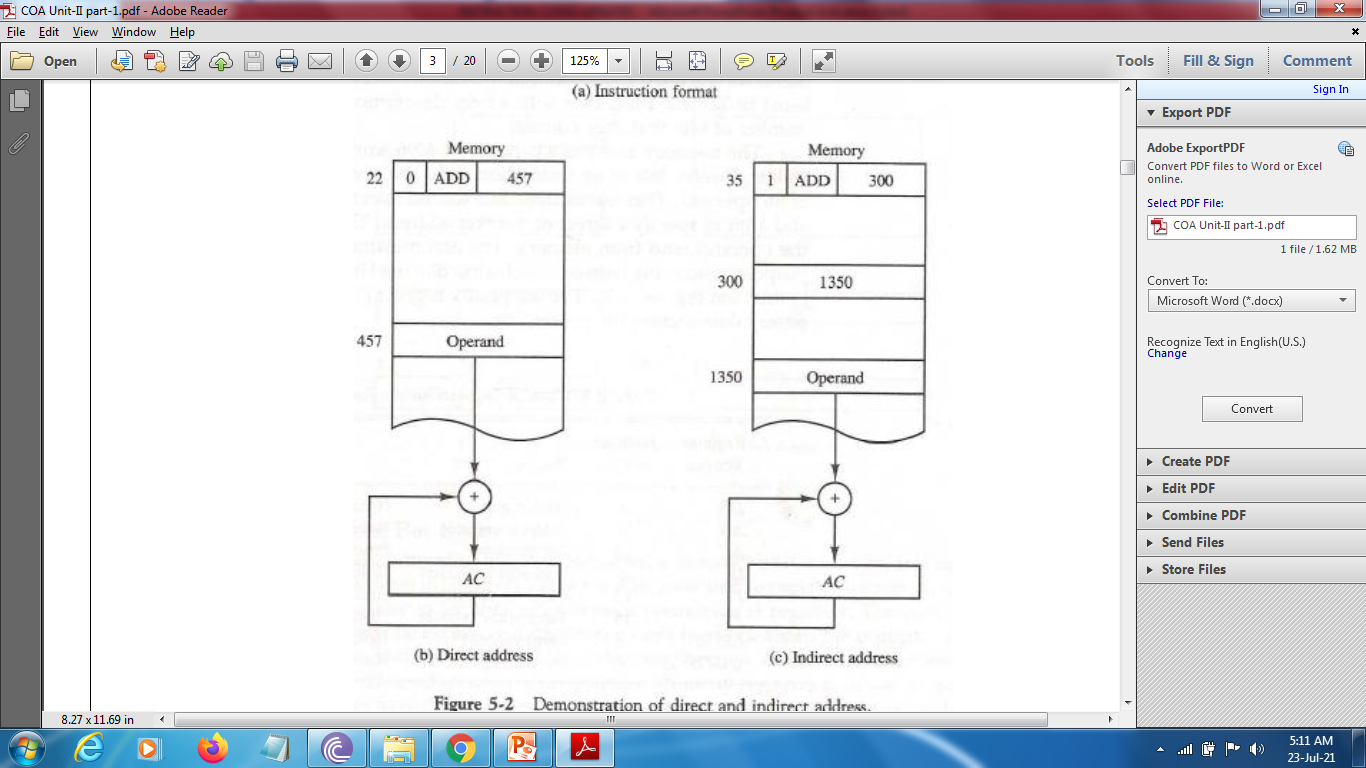 COA Unit-II part-1.pdf - Adobe Reader
File Edit View Window Help
Open 3 / 20 125% Tools Fill & Sign Comment
Sign In
(a) Instruction format
Memory
22 0 ADD 457
457 Operand
+
AC
(b) Direct address
Memory
35 1 ADD 300
300 1350
1350 Operand
+
AC
(c) Indirect address
Figure 5-2 Demonstration of direct and indirect address.
8.27 x 11.69 in
Export PDF
Adobe ExportPDF
Convert PDF files to Word or Excel
online.
Select PDF File:
COA Unit-II part-1.pdf
1 file / 1.62 MB
Convert To:
Microsoft Word (*.docx)
Recognize Text in English(U.S.)
Change
Convert
Create PDF
Edit PDF
Combine PDF
Send Files
Store Files
5:11 AM
23-Jul-21